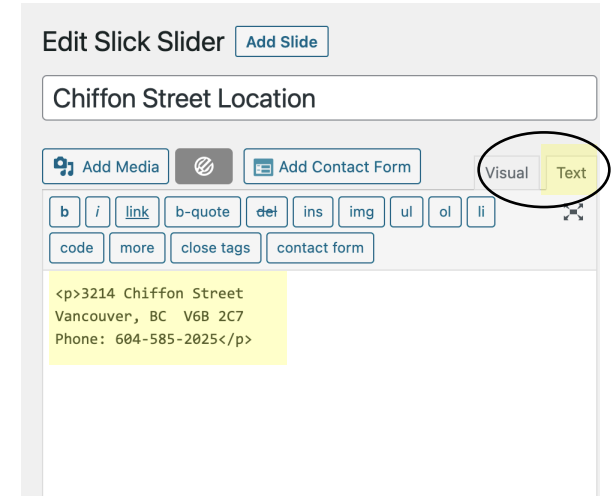 Edit Slick Slider Add Slide
Chiffon Street Location
Add Media Add Contact Form Visual Text
b i link b-quote del ins img ul ol li
code more close tags contact form
<p>3214 Chiffon Street
Vancouver, BC  V6B 2C7
Phone: 604-585-2025</p>